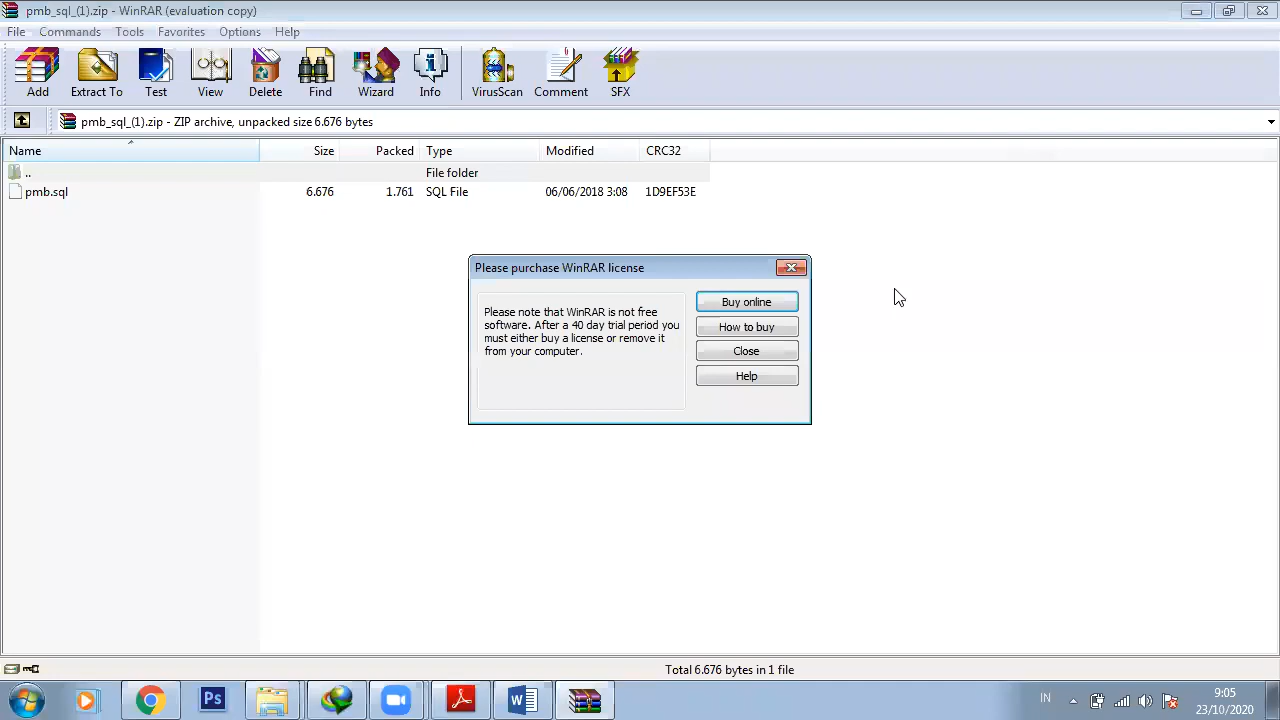 pmb_sql_(1).zip - WinRAR (evaluation copy)
File Commands Tools Favorites Options Help
Add Extract To Test View Delete Find Wizard Info VirusScan Comment SFX
pmb_sql_(1).zip - ZIP archive, unpacked size 6.676 bytes
Name Size Packed Type Modified CRC32
.. File folder
pmb.sql 6.676 1.761 SQL File 06/06/2018 3:08 1D9EF53E
Please purchase WinRAR license
Please note that WinRAR is not free
software. After a 40 day trial period you
must either buy a license or remove it
from your computer.
Buy online
How to buy
Close
Help
Total 6.676 bytes in 1 file
Ps
W
IN
9:05
23/10/2020